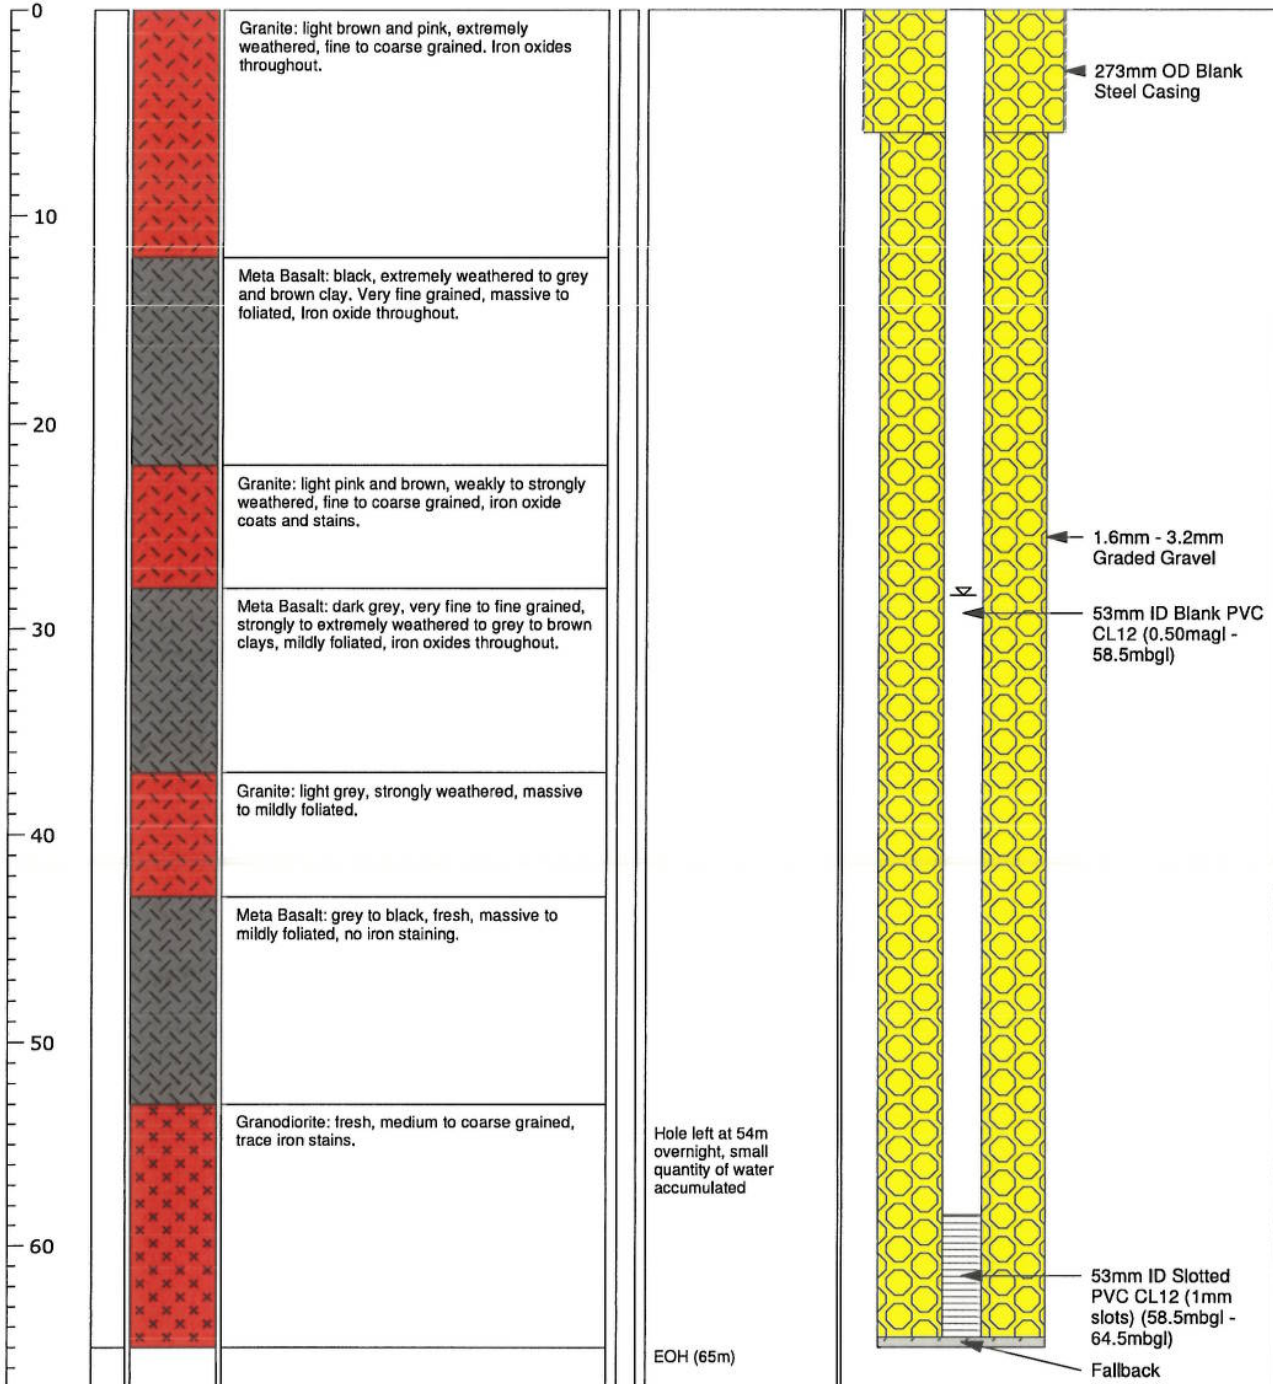 0
Granite: light brown and pink, extremely
weathered, fine to coarse grained. Iron oxides
throughout.
273mm OD Blank
Steel Casing
10
Meta Basalt: black, extremely weathered to grey
and brown clay. Very fine grained, massive to
foliated, Iron oxide throughout.
20
Granite: light pink and brown, weakly to strongly
weathered, fine to coarse grained, iron oxide
coats and stains.
1.6mm - 3.2mm
Graded Gravel
Meta Basalt: dark grey, very fine to fine grained,
strongly to extremely weathered to grey to brown
clays, mildly foliated, iron oxides throughout.
30
53mm ID Blank PVC
CL12 (0.50magl -
58.5mbgl)
Granite: light grey, strongly weathered, massive
to mildly foliated.
40
Meta Basalt: grey to black, fresh, massive to
mildly foliated, no iron staining.
50
Granodiorite: fresh, medium to coarse grained,
trace iron stains.
Hole left at 54m
overnight, small
quantity of water
accumulated
60
53mm ID Slotted
PVC CL12 (1mm
slots) (58.5mbgl -
64.5mbgl)
EOH (65m)
Fallback